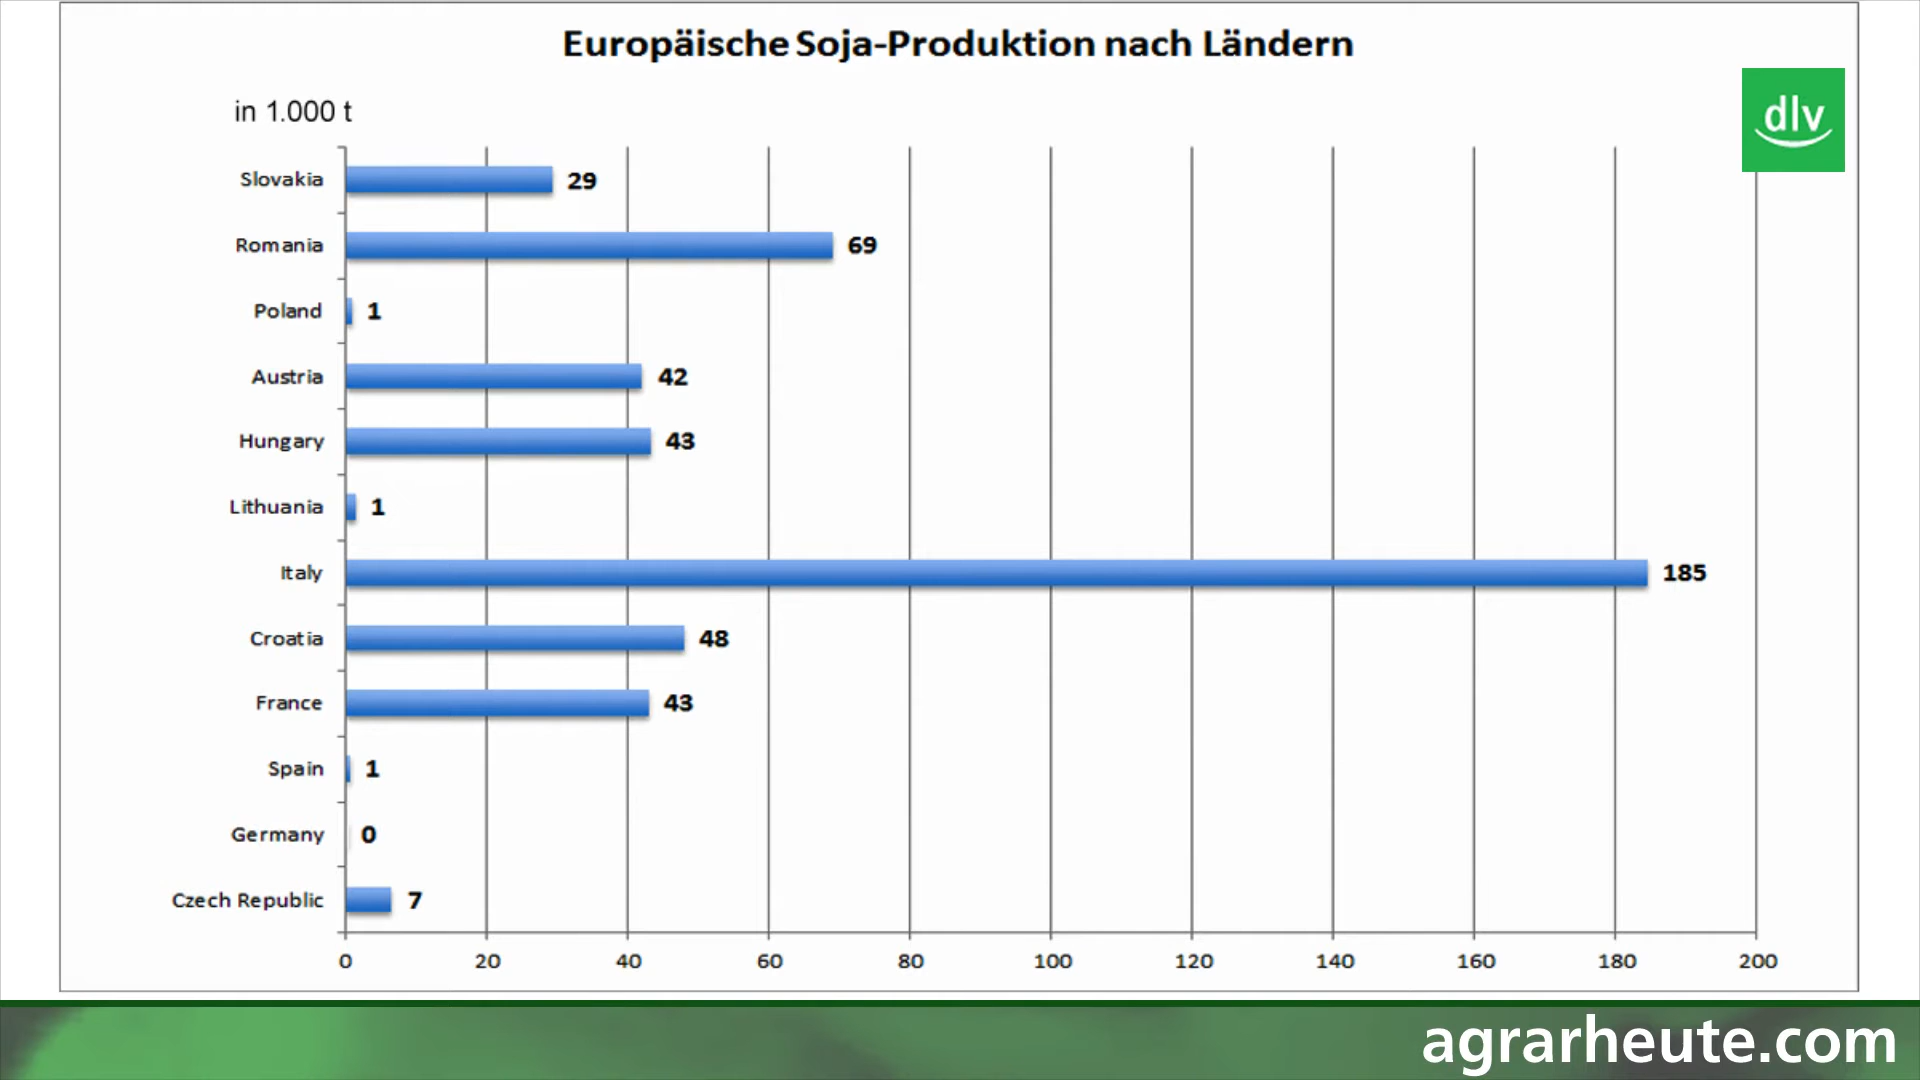 Europäische Soja-Produktion nach Ländern
dlv
in 1.000 t
Slovakia 29
Romania 69
Poland 1
Austria 42
Hungary 43
Lithuania 1
Italy 185
Croatia 48
France 43
Spain 1
Germany 0
Czech Republic 7
0 20 40 60 80 100 120 140 160 180 200
agrarheute.com